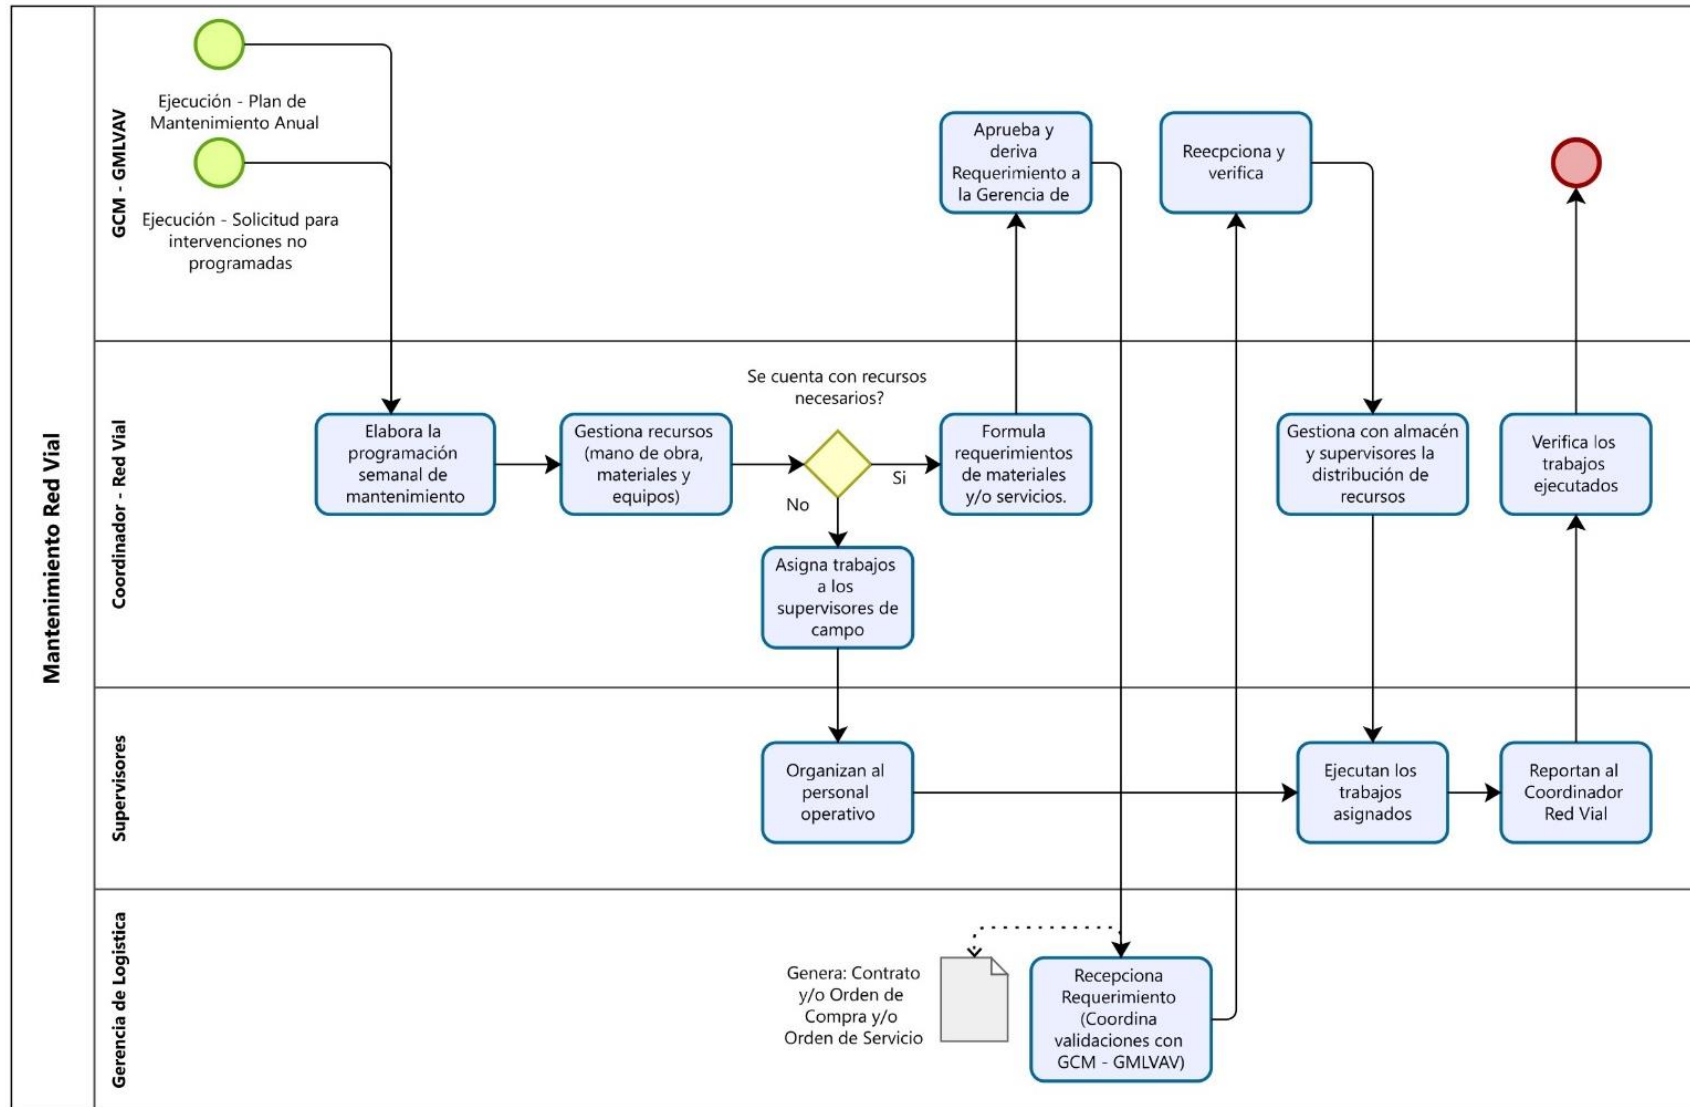 Mantenimiento Red Vial
GCM - GMLVAV
Ejecución - Plan de
Mantenimiento Anual
Ejecución - Solicitud para
intervenciones no
programadas
Aprueba y
deriva
Requerimiento a
la Gerencia de
Reecpciona y
verifica
Coordinador - Red Vial
Elabora la
programación
semanal de
mantenimiento
Gestiona recursos
(mano de obra,
materiales y
equipos)
Se cuenta con recursos
necesarios?
Si
No
Formula
requerimientos
de materiales
y/o servicios.
Asigna trabajos
a los
supervisores de
campo
Gestiona con almacén
y supervisores la
distribución de
recursos
Verifica los
trabajos
ejecutados
Supervisores
Organizan al
personal
operativo
Ejecutan los
trabajos
asignados
Reportan al
Coordinador
Red Vial
Gerencia de Logistica
Genera: Contrato
y/o Orden de
Compra y/o
Orden de Servicio
Recepciona
Requerimiento
(Coordina
validaciones con
GCM - GMLVAV)